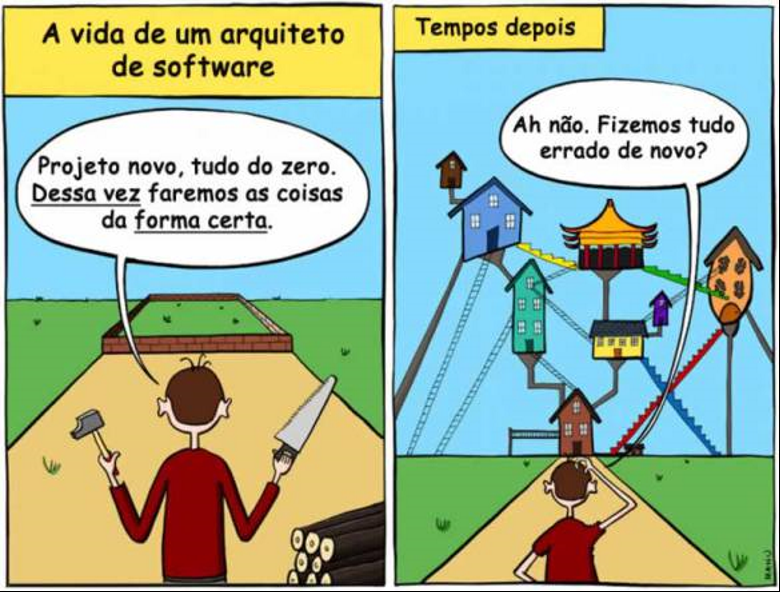 A vida de um arquiteto
de software
Projeto novo, tudo do zero.
Dessa vez faremos as coisas
da forma certa.
Tempos depois
Ah não. Fizemos tudo
errado de novo?